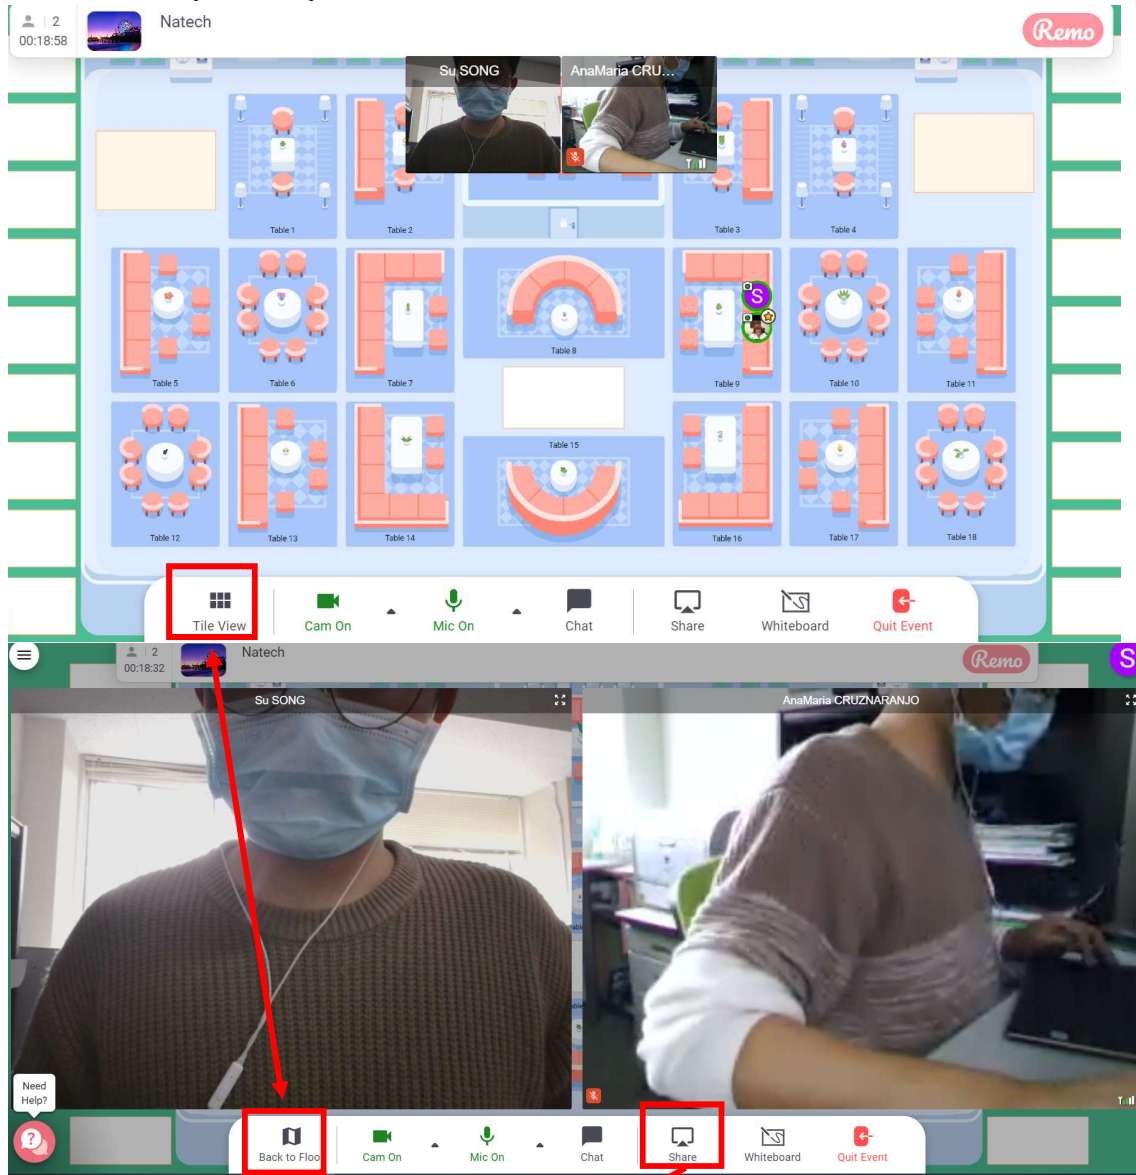 2
00:18:58
Natech
Remo
Su SONG
AnaMaria CRU...
Table 1
Table 2
Table 3
Table 4
S
Table 5
Table 6
Table 7
Table 8
Table 9
Table 10
Table 11
Table 12
Table 13
Table 14
Table 15
Table 16
Table 17
Table 18
Tile View
Cam On
Mic On
Chat
Share
Whiteboard
Quit Event
2
00:18:32
Natech
Remo
S
Su SONG
AnaMaria CRUZNARANJO
Need
Help?
?
Back to Floo
Cam On
Mic On
Chat
Share
Whiteboard
Quit Event